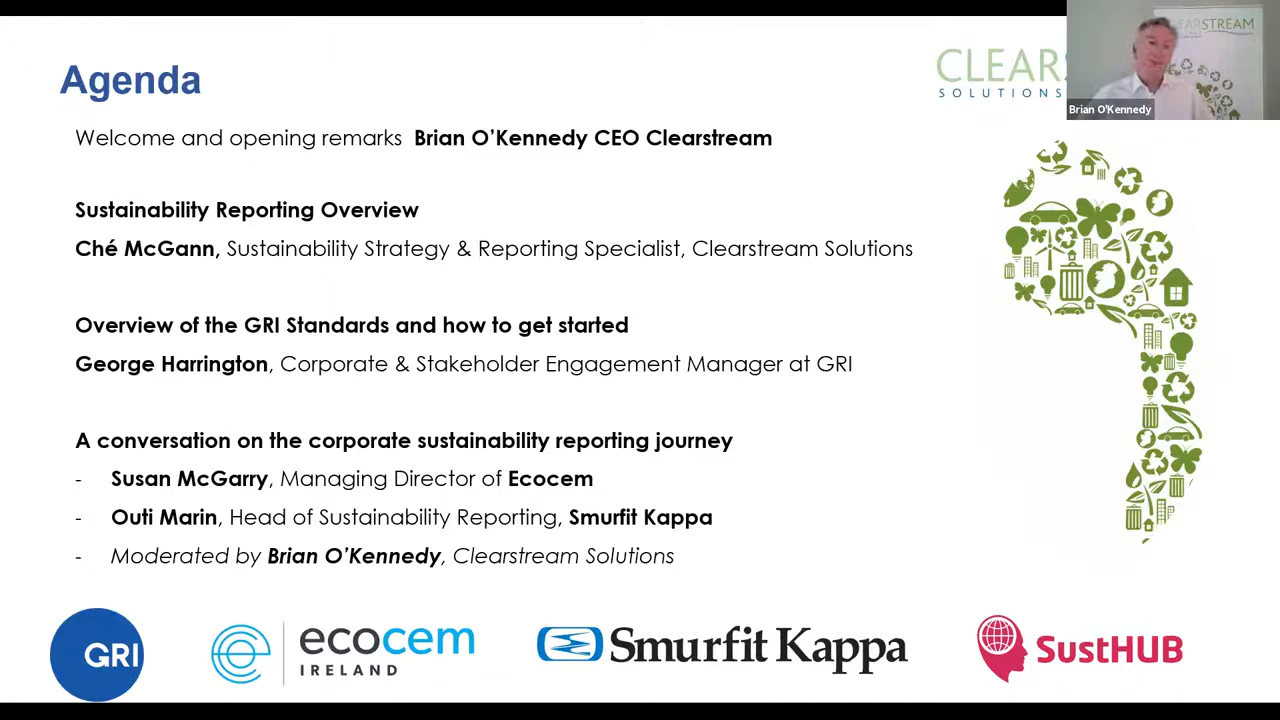 Agenda
CLEAR
SOLUTIONS
CLEARSTREAM
Brian O'Kennedy
Welcome and opening remarks Brian O’Kennedy CEO Clearstream
Sustainability Reporting Overview
Ché McGann, Sustainability Strategy & Reporting Specialist, Clearstream Solutions
Overview of the GRI Standards and how to get started
George Harrington, Corporate & Stakeholder Engagement Manager at GRI
A conversation on the corporate sustainability reporting journey
- Susan McGarry, Managing Director of Ecocem
- Outi Marin, Head of Sustainability Reporting, Smurfit Kappa
- Moderated by Brian O’Kennedy, Clearstream Solutions
GRI
ecocem
IRELAND
Smurfit Kappa
SustHUB